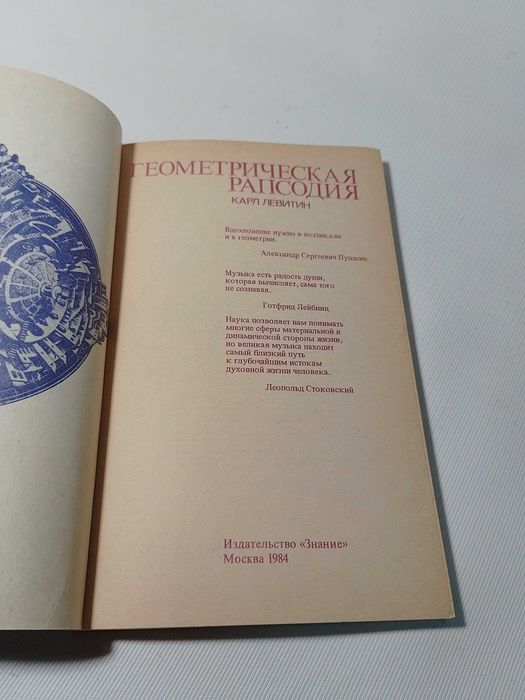 ГЕОМЕТРИЧЕСКАЯ
РАПСОДИЯ
КАРЛ ЛЕВИТИН
Вдохновение нужно в поэзии, как
и в геометрии.
Александр Сергеевич Пушкин
Музыка есть радость души,
которая вычисляет, сама того
не сознавая.
Готфрид Лейбниц
Наука позволяет нам понимать
многие сферы материальной и
динамической стороны жизни,
но великая музыка находит
самый близкий путь
к глубочайшим истокам
духовной жизни человека.
Леопольд Стоковский
Издательство «Знание»
Москва 1984